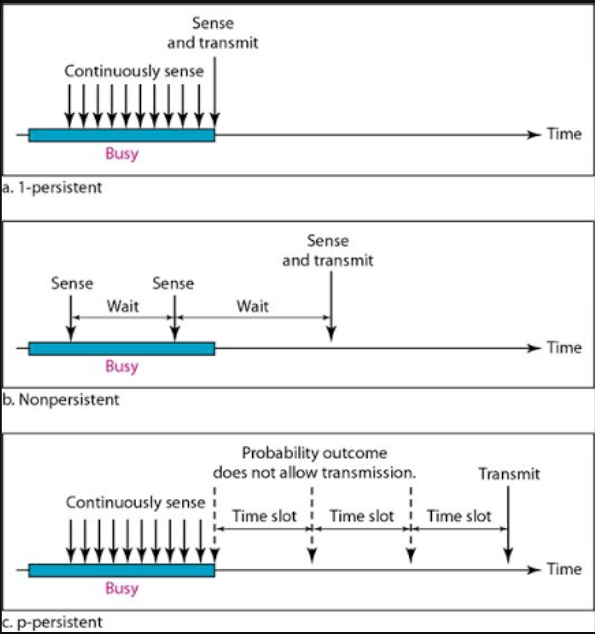 Sense
and transmit
Continuously sense
Time
Busy
a. 1-persistent
Sense
and transmit
Sense
Sense
Wait
Wait
Time
Busy
b. Nonpersistent
Probability outcome
does not allow transmission.
Transmit
Continuously sense
Time slot
Time slot
Time slot
Time
Busy
c. p-persistent